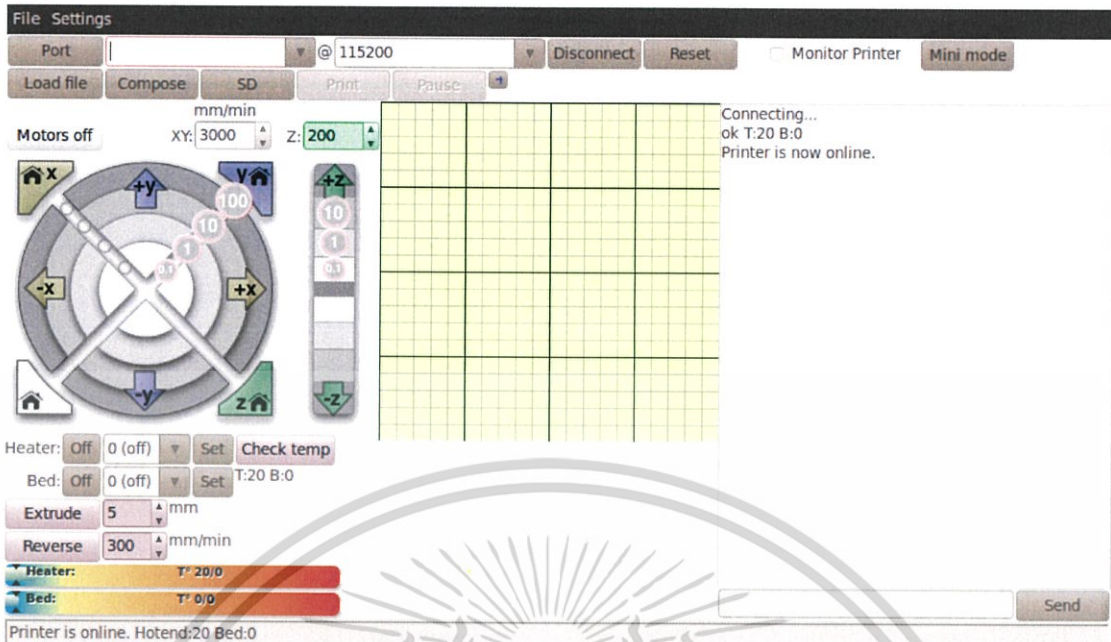 File Settings
Port @ 115200 Disconnect Reset Monitor Printer Mini mode
Load file Compose SD Print Pause
mm/min
Motors off XY: 3000 Z: 200
x +y y +z
100 10
10 1
1 0.1
0.1
-x +x
-y z -z
Heater: Off 0 (off) Set Check temp
Bed: Off 0 (off) Set T:20 B:0
Extrude 5 mm
Reverse 300 mm/min
Heater: T° 20/0
Bed: T° 0/0
Printer is online. Hotend:20 Bed:0
Connecting...
ok T:20 B:0
Printer is now online.
Send